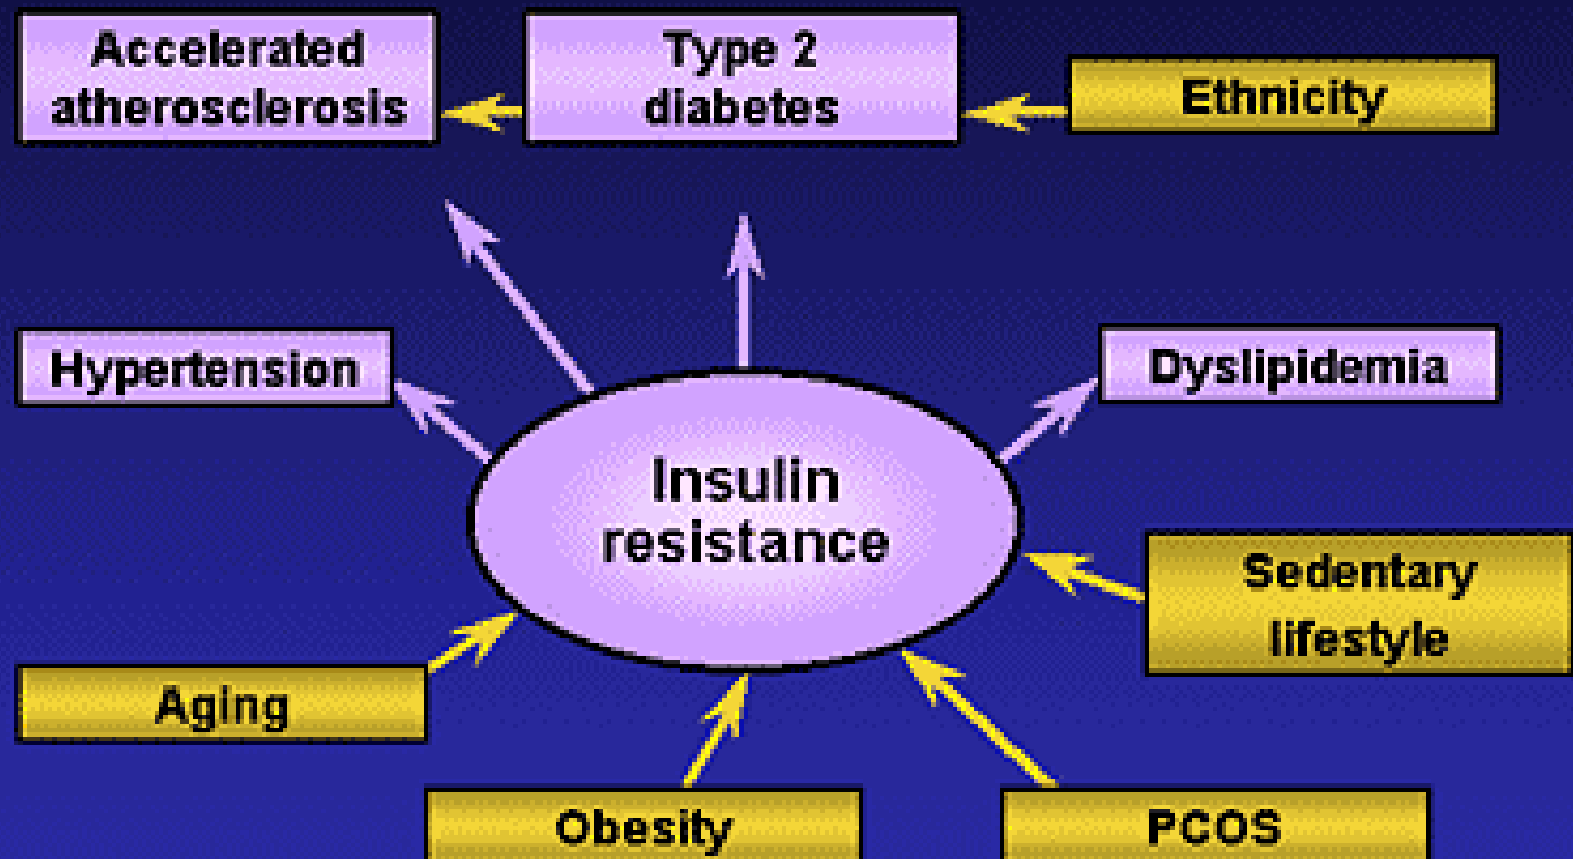 Accelerated
atherosclerosis
Type 2
diabetes
Ethnicity
Hypertension
Dyslipidemia
Insulin
resistance
Sedentary
lifestyle
Aging
Obesity
PCOS